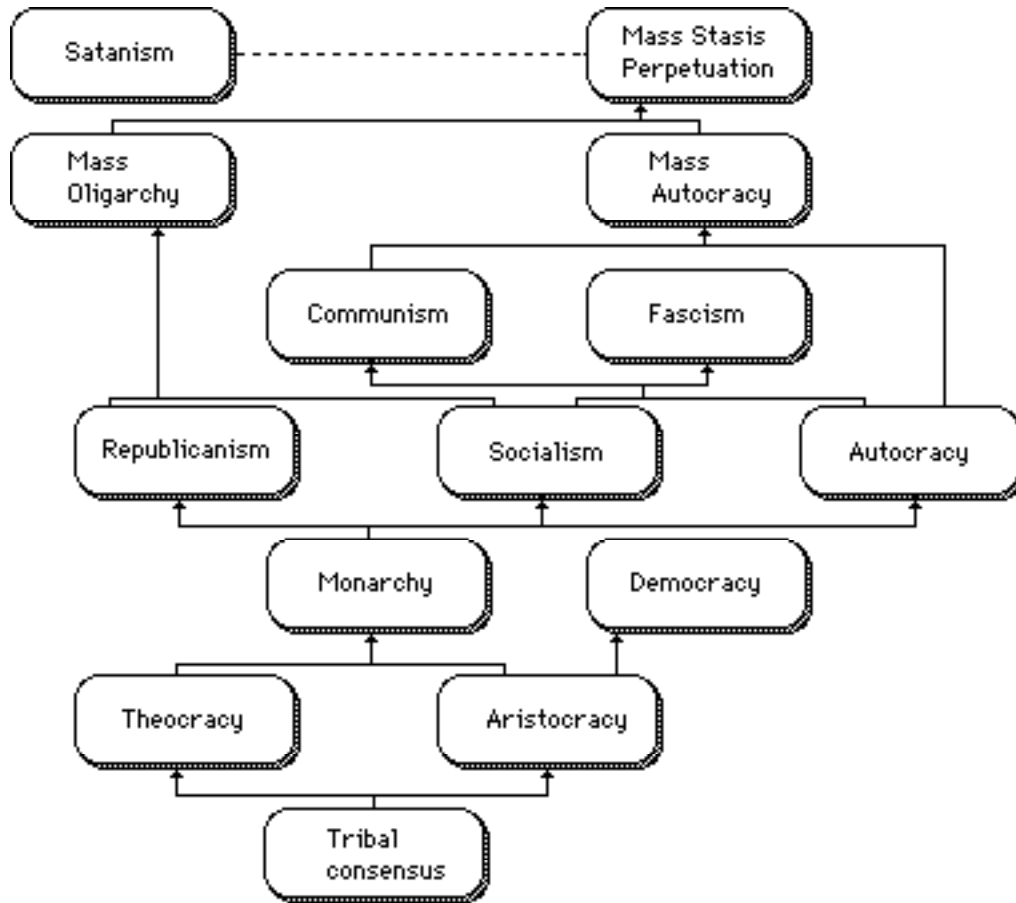 Satanism
Mass Stasis
Perpetuation
Mass
Oligarchy
Mass
Autocracy
Communism
Fascism
Republicanism
Socialism
Autocracy
Monarchy
Democracy
Theocracy
Aristocracy
Tribal
consensus